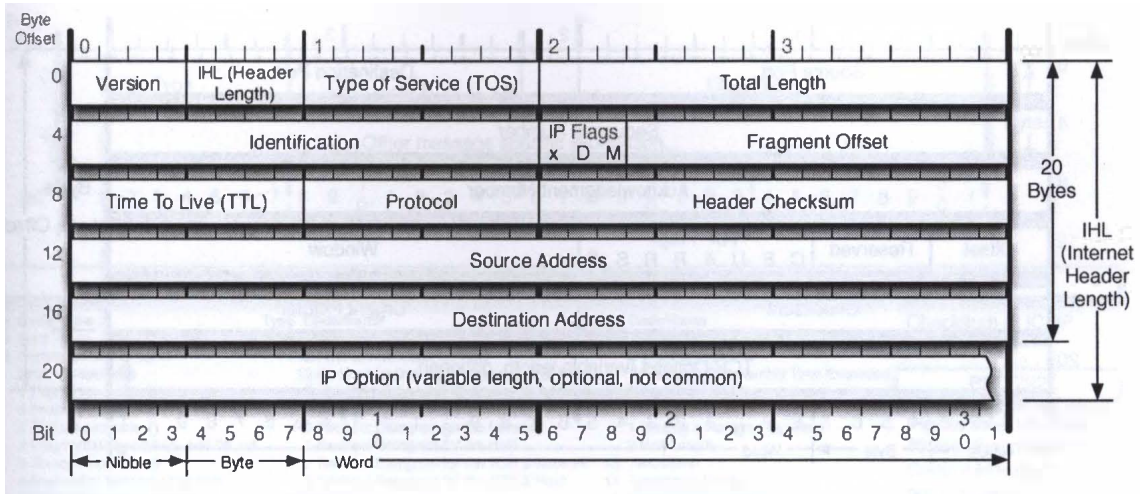 Byte
Offset
0 1 2 3
0 Version IHL (Header Length) Type of Service (TOS) Total Length
4 Identification IP Flags x D M Fragment Offset
8 Time To Live (TTL) Protocol Header Checksum
12 Source Address
16 Destination Address
20 IP Option (variable length, optional, not common)
20
Bytes
IHL
(Internet
Header
Length)
Bit 0 1 2 3 4 5 6 7 8 9 1 0 1 2 3 4 5 6 7 8 9 2 0 1 2 3 4 5 6 7 8 9 3 0 1
Nibble Byte Word